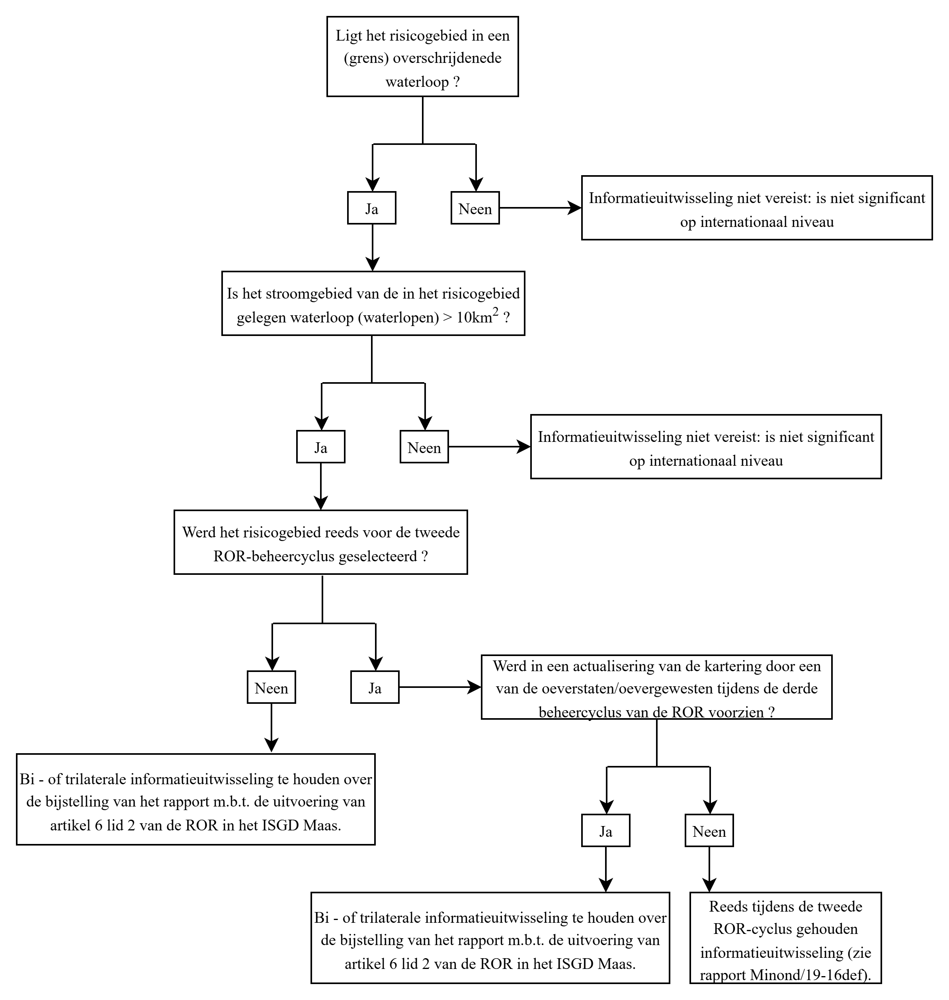 Ligt het risicogebied in een
(grens) overschrijdenede
waterloop ?
Ja
Neen
Informatieuitwisseling niet vereist: is niet significant
op internationaal niveau
Is het stroomgebied van de in het risicogebied
gelegen waterloop (waterlopen) > 10km² ?
Ja
Neen
Informatieuitwisseling niet vereist: is niet significant
op internationaal niveau
Werd het risicogebied reeds voor de tweede
ROR-beheercyclus geselecteerd ?
Neen
Ja
Werd in een actualisering van de kartering door een
van de oeverstaten/oevergewesten tijdens de derde
beheercyclus van de ROR voorzien ?
Bi - of trilaterale informatieuitwisseling te houden over
de bijstelling van het rapport m.b.t. de uitvoering van
artikel 6 lid 2 van de ROR in het ISGD Maas.
Ja
Neen
Bi - of trilaterale informatieuitwisseling te houden over
de bijstelling van het rapport m.b.t. de uitvoering van
artikel 6 lid 2 van de ROR in het ISGD Maas.
Reeds tijdens de tweede
ROR-cyclus gehouden
informatieuitwisseling (zie
rapport Minond/19-16def).